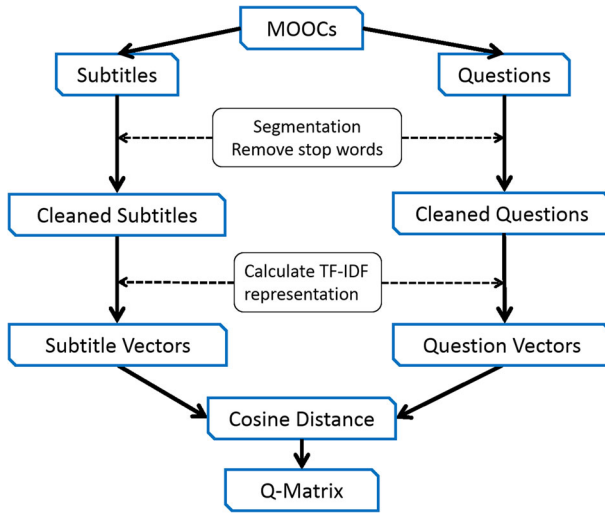 MOOCs
Subtitles
Questions
Segmentation
Remove stop words
Cleaned Subtitles
Cleaned Questions
Calculate TF-IDF
representation
Subtitle Vectors
Question Vectors
Cosine Distance
Q-Matrix